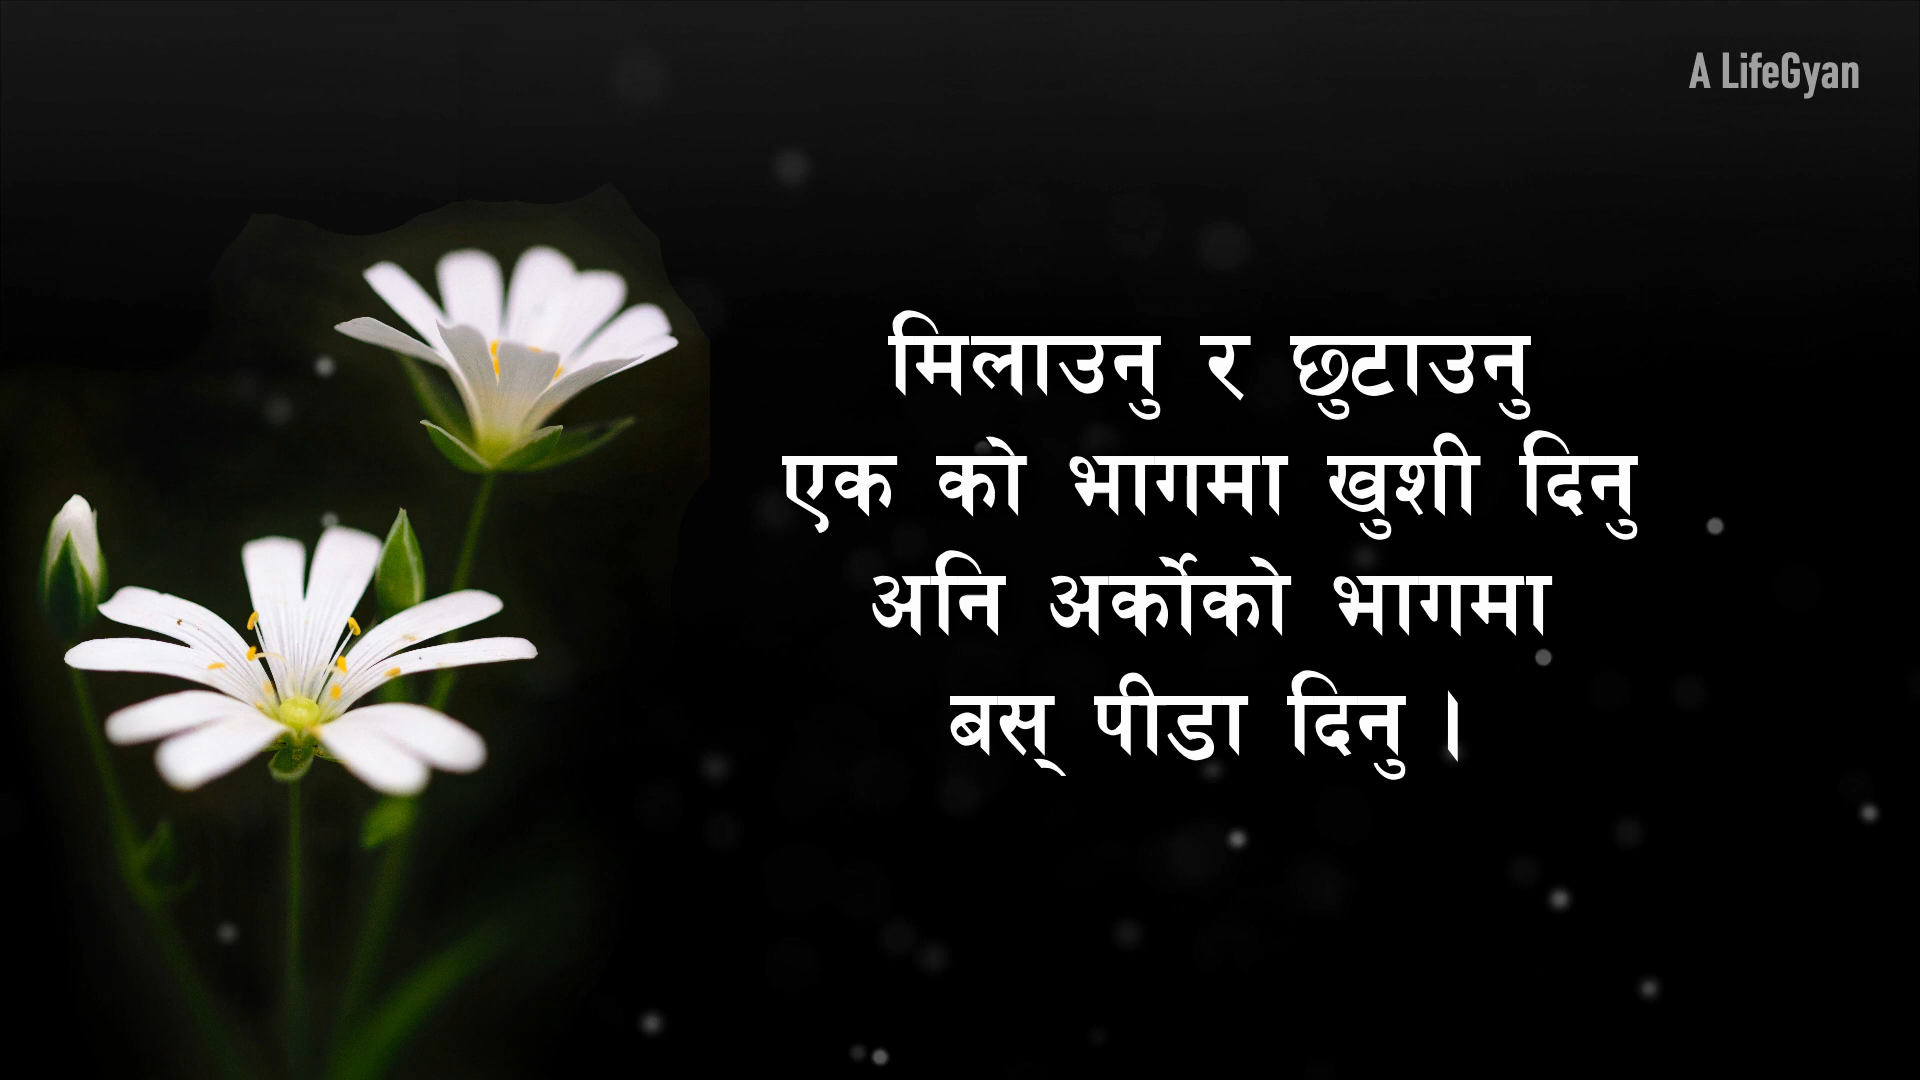 A LifeGyan
मिलाउनु र छुटाउनु
एक को भागमा खुशी दिनु
अनि अर्कोको भागमा
बस् पीडा दिनु ।